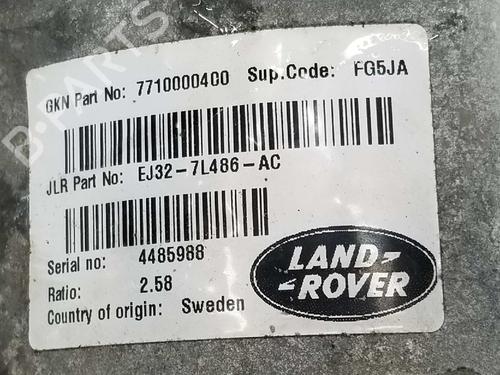 B-PARTS
GKN Part No: 7710000400 Sup.Code: FG5JA
JLR Part No: EJ32-7L486-AC
Serial no: 4485988
Ratio: 2.58
Country of origin: Sweden
LAND-
-ROVER